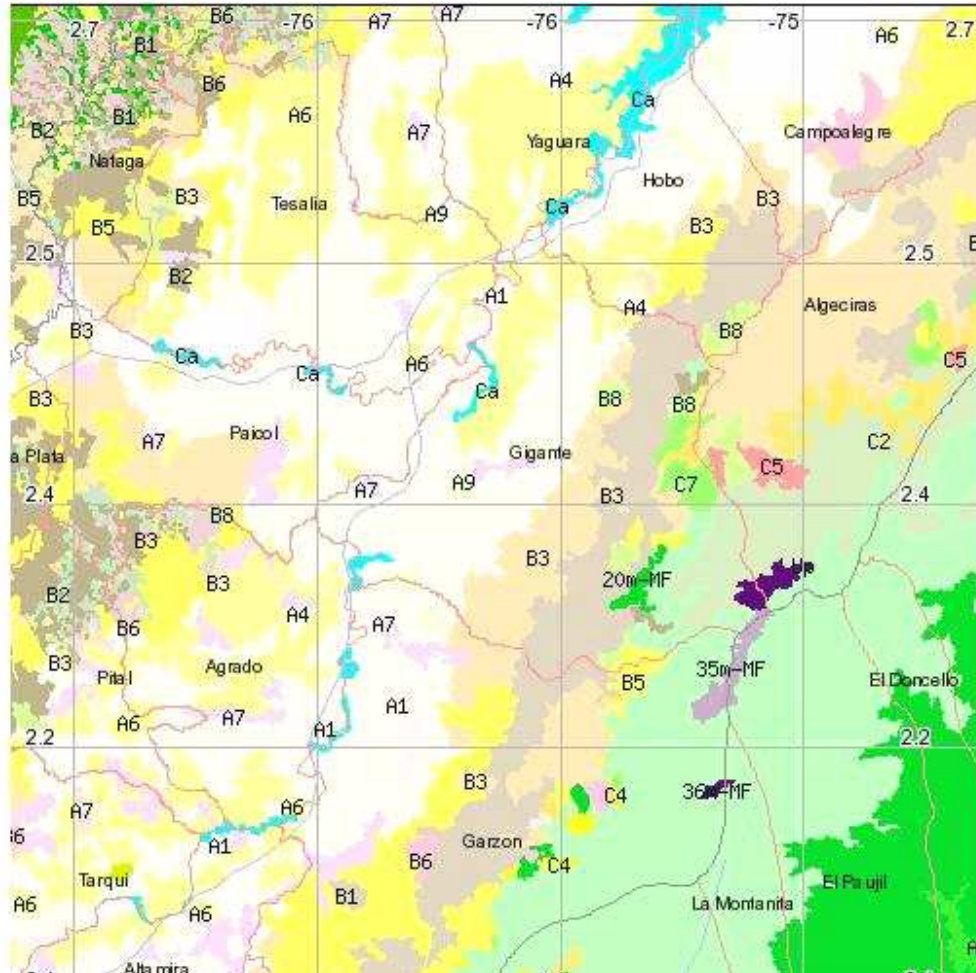 2.7 -76 -76 -75 2.7
B6 A7 A7
B1 A6
B6 A4
Ca
B1 A6 A7
B2 Yaguara Campoalegre
Nataga
Hobo
B5 B3 B3
Tesalia Ca
A9 B3
B5
2.5 2.5
B2
A1
A4 Algeciras
B3 B8
Ca
Ca A6 C5
Ca
B3 B8 B8
Paicol A7 C2
a Plata Gigante
C5
A9 C7
A7
2.4 B3 2.4
B8
B3
B3
B3 20m-MF Up
B2
A4
B6 A7
B3 Agrado 35m-MF
Pital B5 El Doncello
A1
A7
A6 A1
2.2 2.2
B3
36m-MF
C4
A7 A6
36
A1 Garzon
B6 C4
Tarqui El Paujil
B1
A6 A6 La Montanita
Altamira